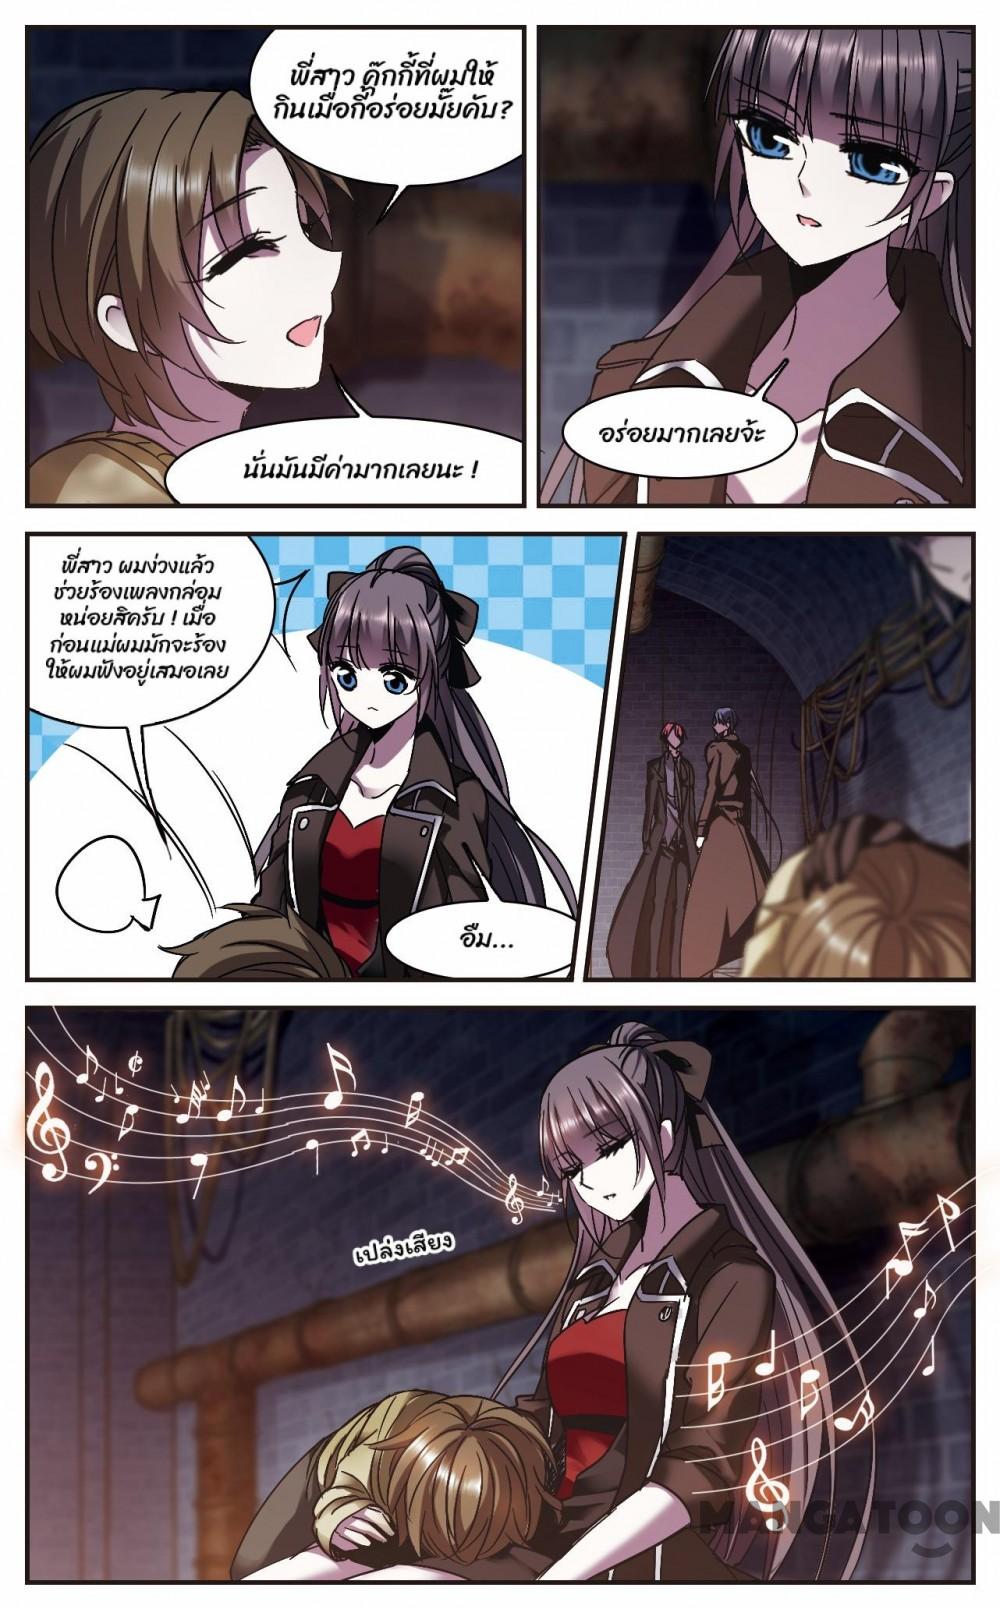 พี่สาว คุ๊กกี้ที่ผมให้
กินเมื่อกี้อร่อยมั๊ยคับ?
นั่นมันมีค่ามากเลยนะ !
อร่อยมากเลยจ้ะ
พี่สาว ผมง่วงแล้ว
ช่วยร้องเพลงกล่อม
หน่อยสิครับ ! เมื่อ
ก่อนแม่ผมมักจะร้อง
ให้ผมฟังอยู่เสมอเลย
อืม...
เปล่งเสียง
MANGATOON